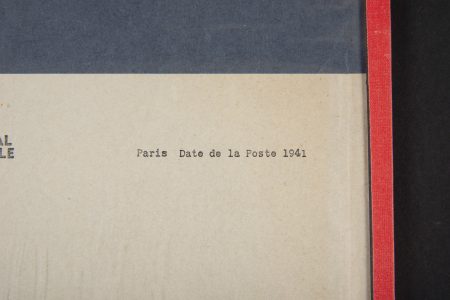 AL
LE
Paris Date de la Poste 1941